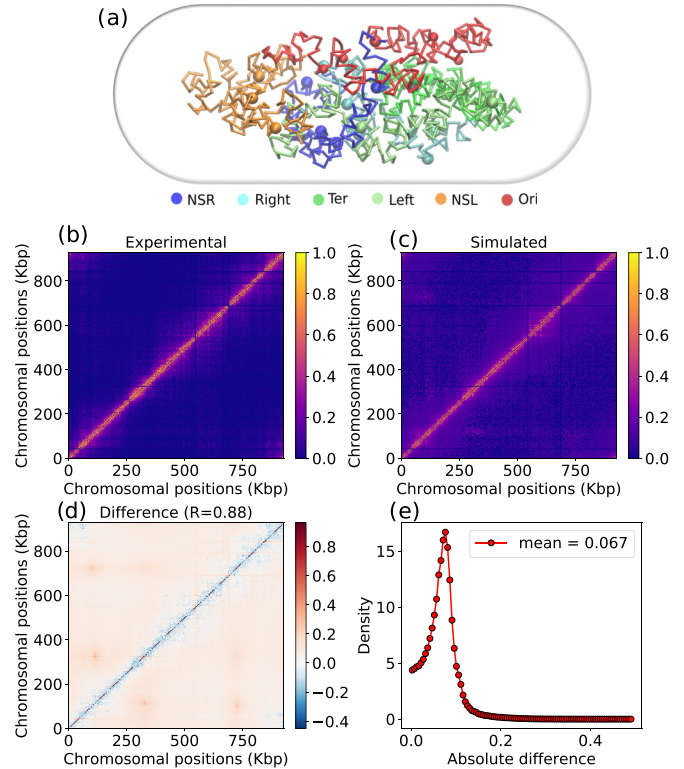 (a)
NSR Right Ter Left NSL Ori
(b) Experimental
Chromosomal positions (Kbp)
800
600
400
200
0
0 250 500 750
Chromosomal positions (Kbp)
1.0
0.8
0.6
0.4
0.2
0.0
(c) Simulated
Chromosomal positions (Kbp)
800
600
400
200
0
0 250 500 750
Chromosomal positions (Kbp)
1.0
0.8
0.6
0.4
0.2
0.0
(d) Difference (R=0.88)
Chromosomal positions (Kbp)
800
600
400
200
0
0 250 500 750
Chromosomal positions (Kbp)
0.8
0.6
0.4
0.2
0.0
−0.2
−0.4
(e)
mean = 0.067
Density
15
10
5
0
0.0 0.2 0.4
Absolute difference